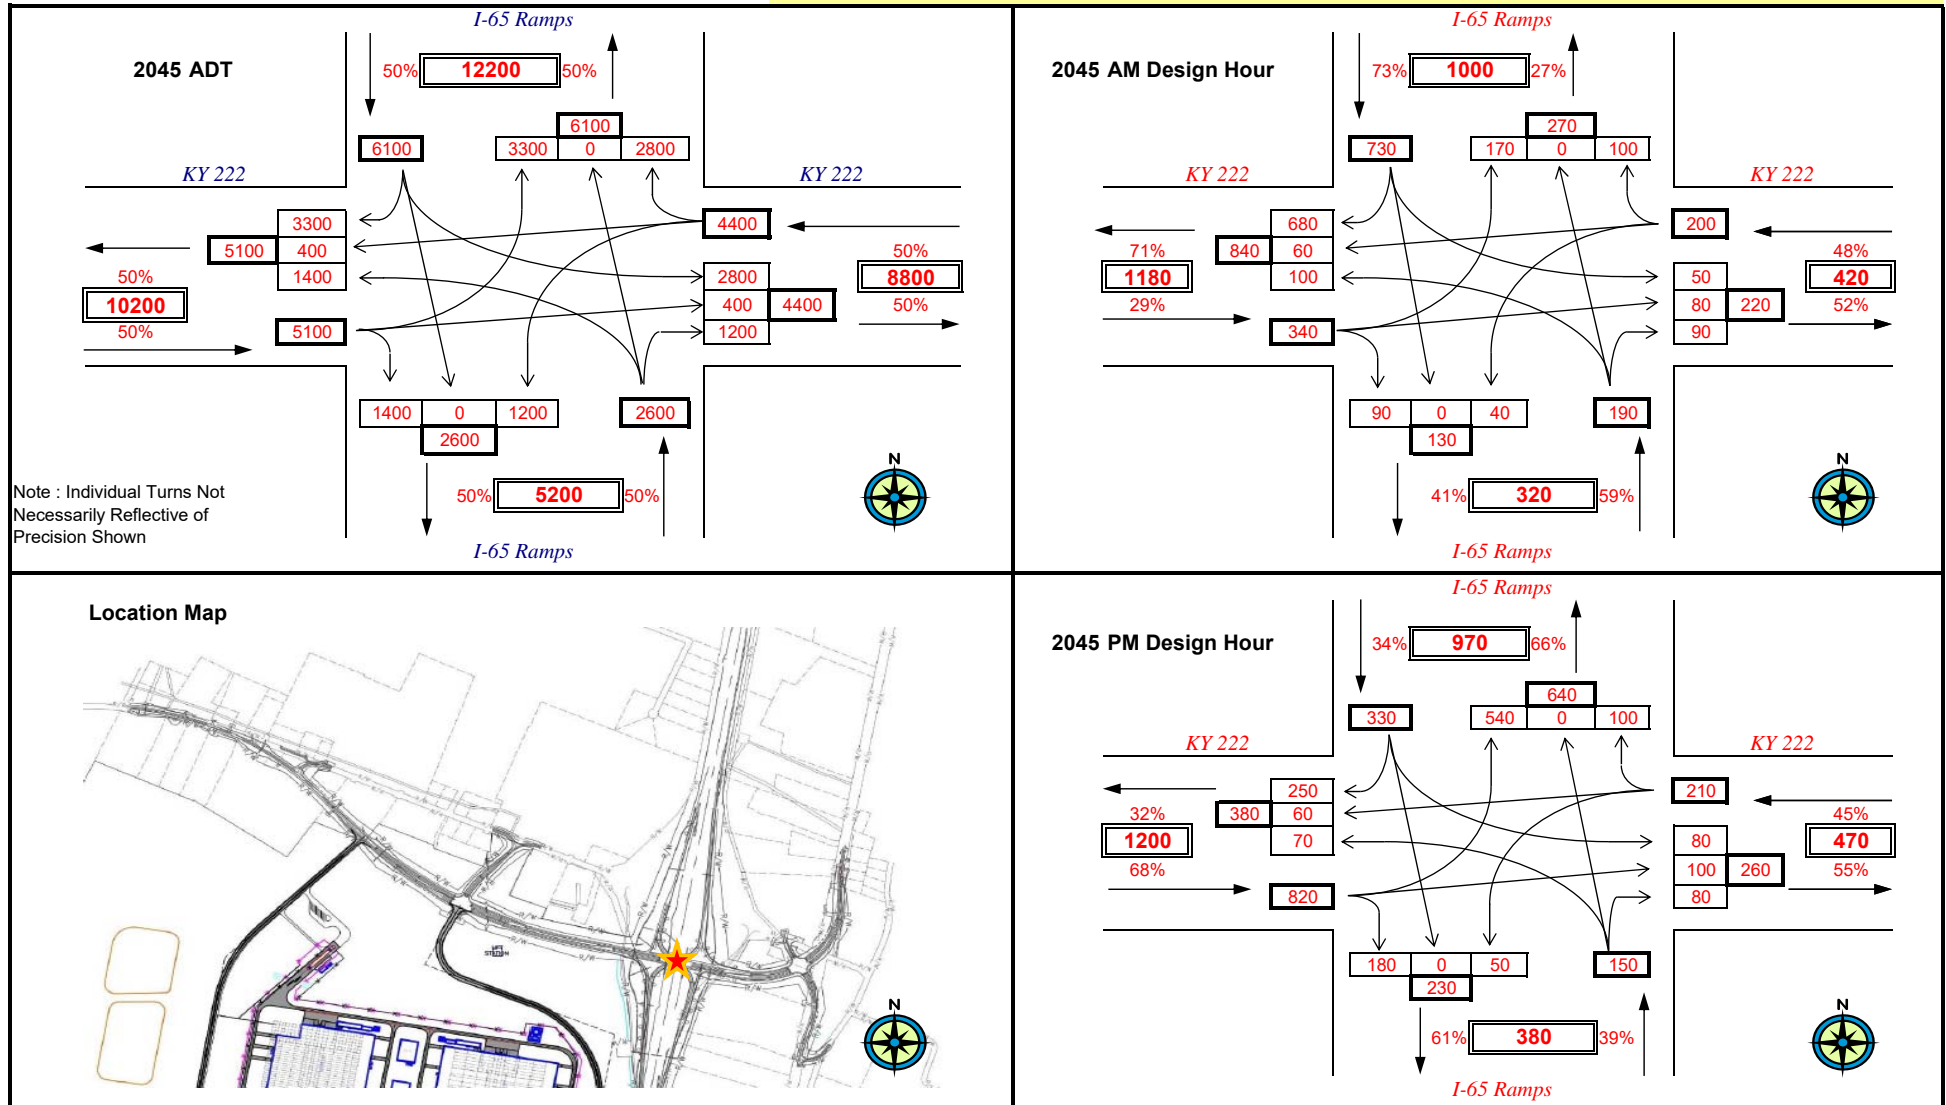 I-65 Ramps
2045 ADT
50% 12200 50%
6100
6100 3300 0 2800
KY 222 KY 222
3300 4400
5100 400 50%
1400 2800 8800
50% 400 4400 50%
10200 1200
50% 5100
1400 0 1200 2600
2600
50% 5200 50%
N
Note : Individual Turns Not
Necessarily Reflective of
Precision Shown
I-65 Ramps
I-65 Ramps
2045 AM Design Hour
73% 1000 27%
270
730 170 0 100
KY 222 KY 222
680 200
71% 840 60 48%
1180 100 50 420
29% 80 220 52%
340 90
90 0 40 190
130
41% 320 59%
N
I-65 Ramps
Location Map
LIFT
STATION
N
I-65 Ramps
2045 PM Design Hour
34% 970 66%
640
330 540 0 100
KY 222 KY 222
250 210
32% 380 60 45%
1200 70 80 470
68% 100 260 55%
820 80
180 0 50 150
230
61% 380 39%
N
I-65 Ramps